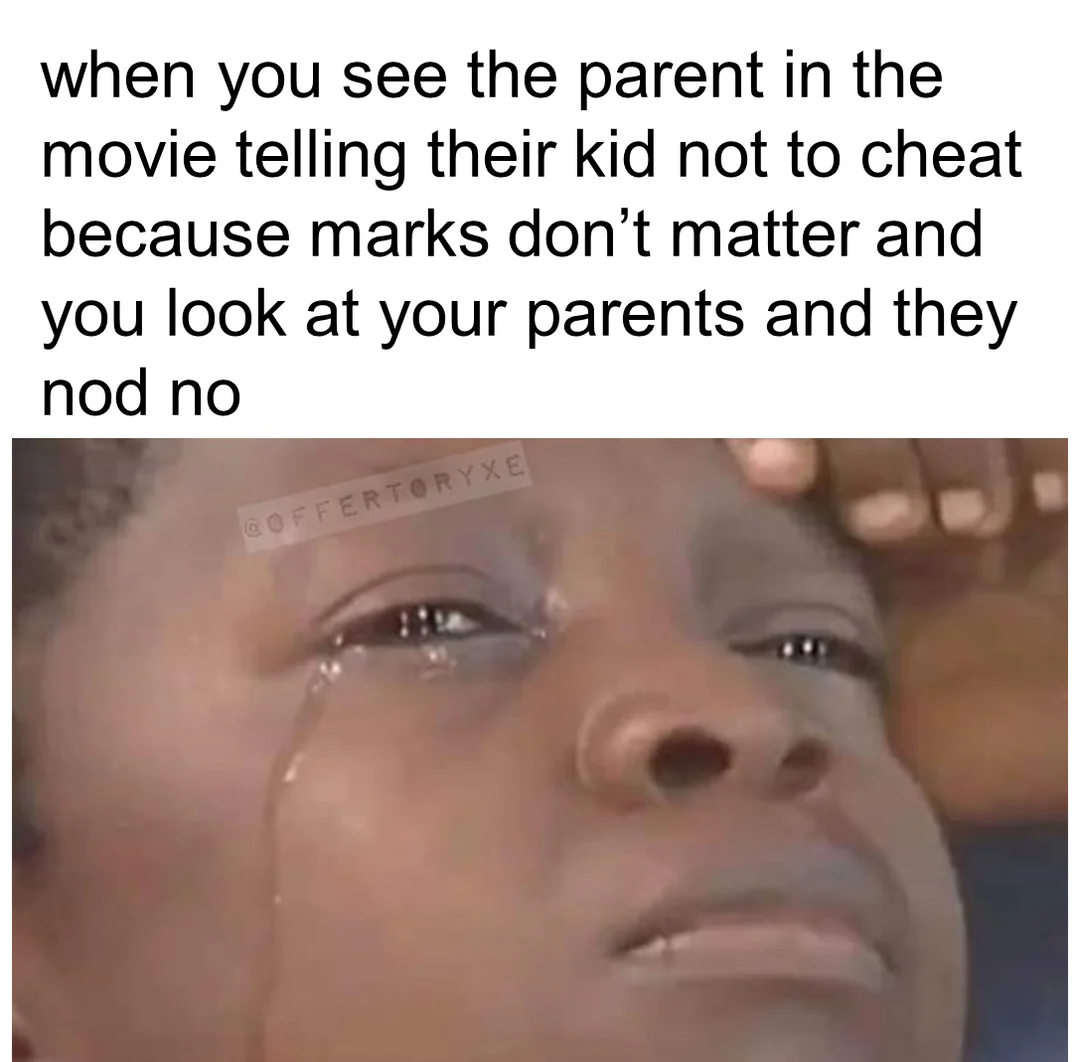 when you see the parent in the
movie telling their kid not to cheat
because marks don’t matter and
you look at your parents and they
nod no
@OFFERTORYXE